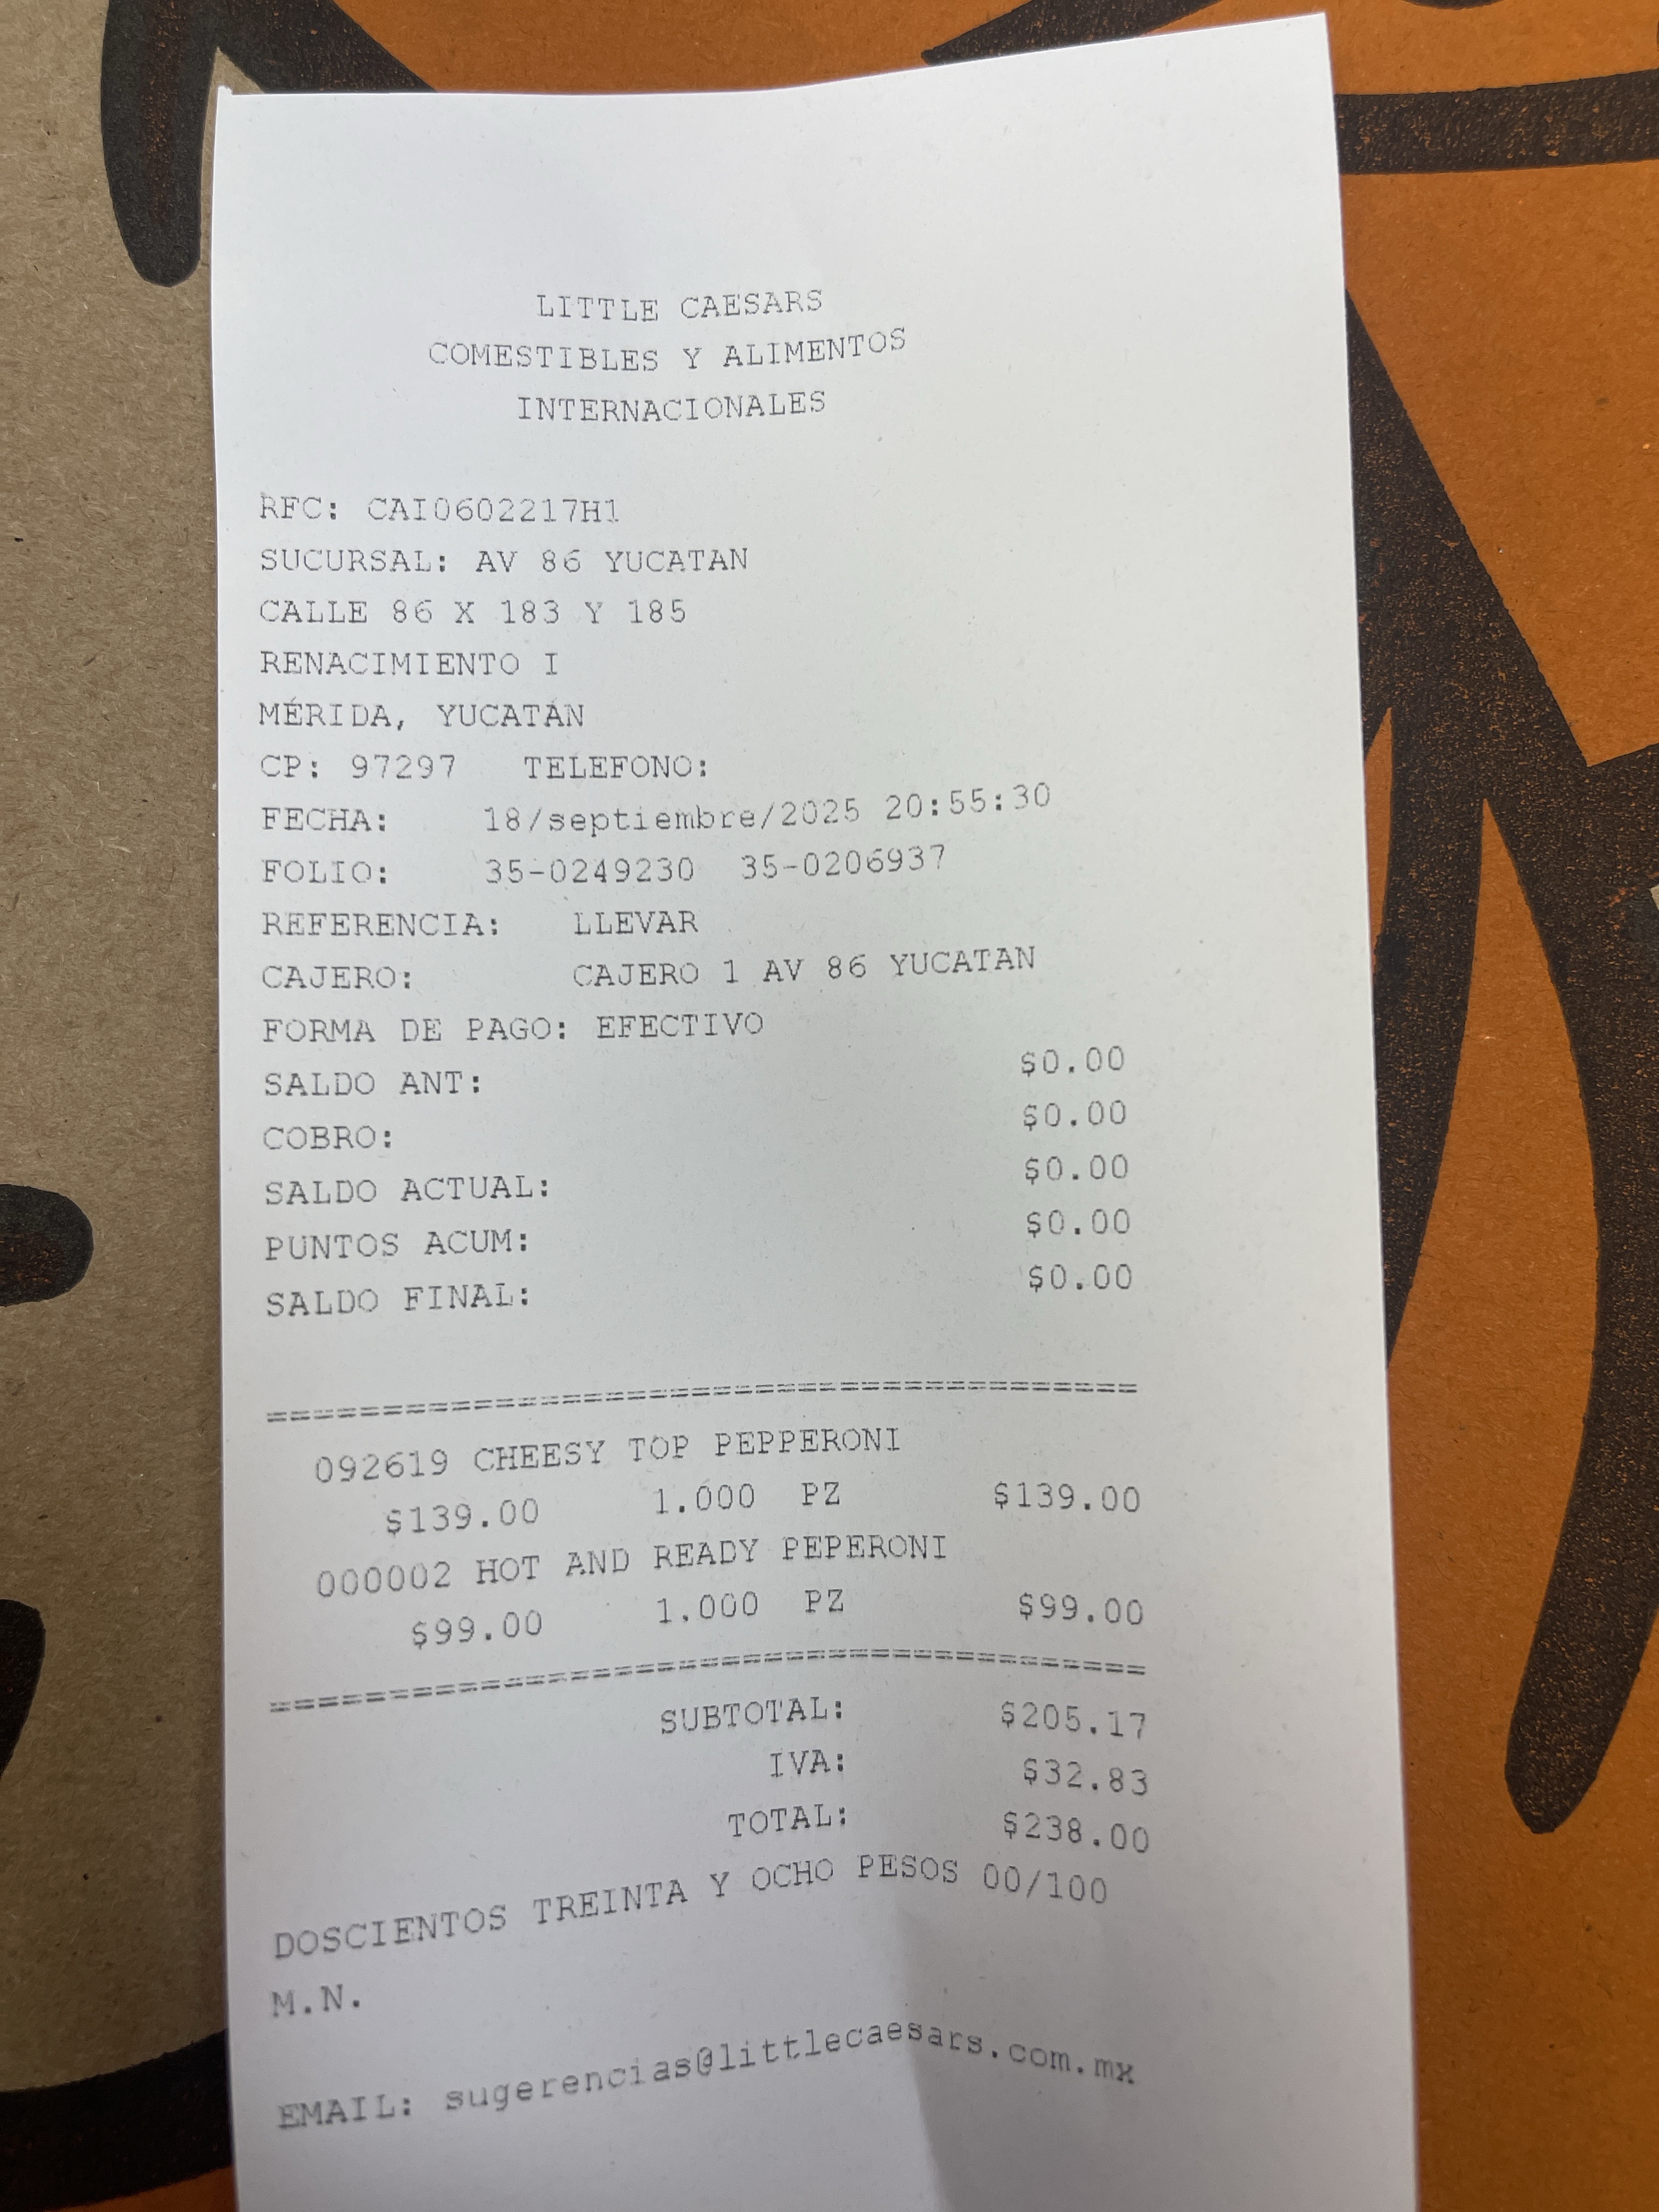 LITTLE CAESARS
COMESTIBLES Y ALIMENTOS
INTERNACIONALES
RFC: CAI0602217H1
SUCURSAL: AV 86 YUCATAN
CALLE 86 X 183 Y 185
RENACIMIENTO I
MÉRIDA, YUCATÁN
CP: 97297 TELEFONO:
FECHA: 18/septiembre/2025 20:55:30
FOLIO: 35-0249230 35-0206937
REFERENCIA: LLEVAR
CAJERO: CAJERO 1 AV 86 YUCATAN
FORMA DE PAGO: EFECTIVO
SALDO ANT: $0.00
COBRO: $0.00
SALDO ACTUAL: $0.00
PUNTOS ACUM: $0.00
SALDO FINAL: $0.00
=========================================
092619 CHEESY TOP PEPPERONI
$139.00 1.000 PZ $139.00
000002 HOT AND READY PEPERONI
$99.00 1.000 PZ $99.00
=========================================
SUBTOTAL: $205.17
IVA: $32.83
TOTAL: $238.00
DOSCIENTOS TREINTA Y OCHO PESOS 00/100
M.N.
EMAIL: sugerencias@littlecaesars.com.mx